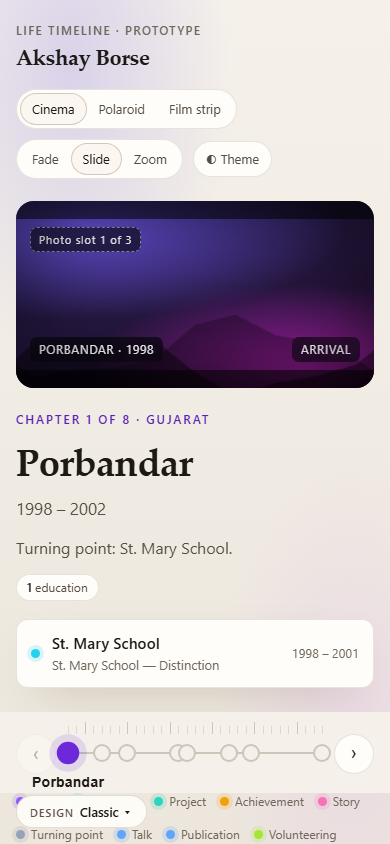 LIFE TIMELINE · PROTOTYPE
Akshay Borse
Cinema Polaroid Film strip
Fade Slide Zoom Theme
Photo slot 1 of 3
PORBANDAR · 1998 ARRIVAL
CHAPTER 1 OF 8 · GUJARAT
Porbandar
1998 – 2002
Turning point: St. Mary School.
1 education
St. Mary School
St. Mary School — Distinction
1998 – 2001
‹ ›
Porbandar
Project Achievement Story
DESIGN Classic
Turning point Talk Publication Volunteering